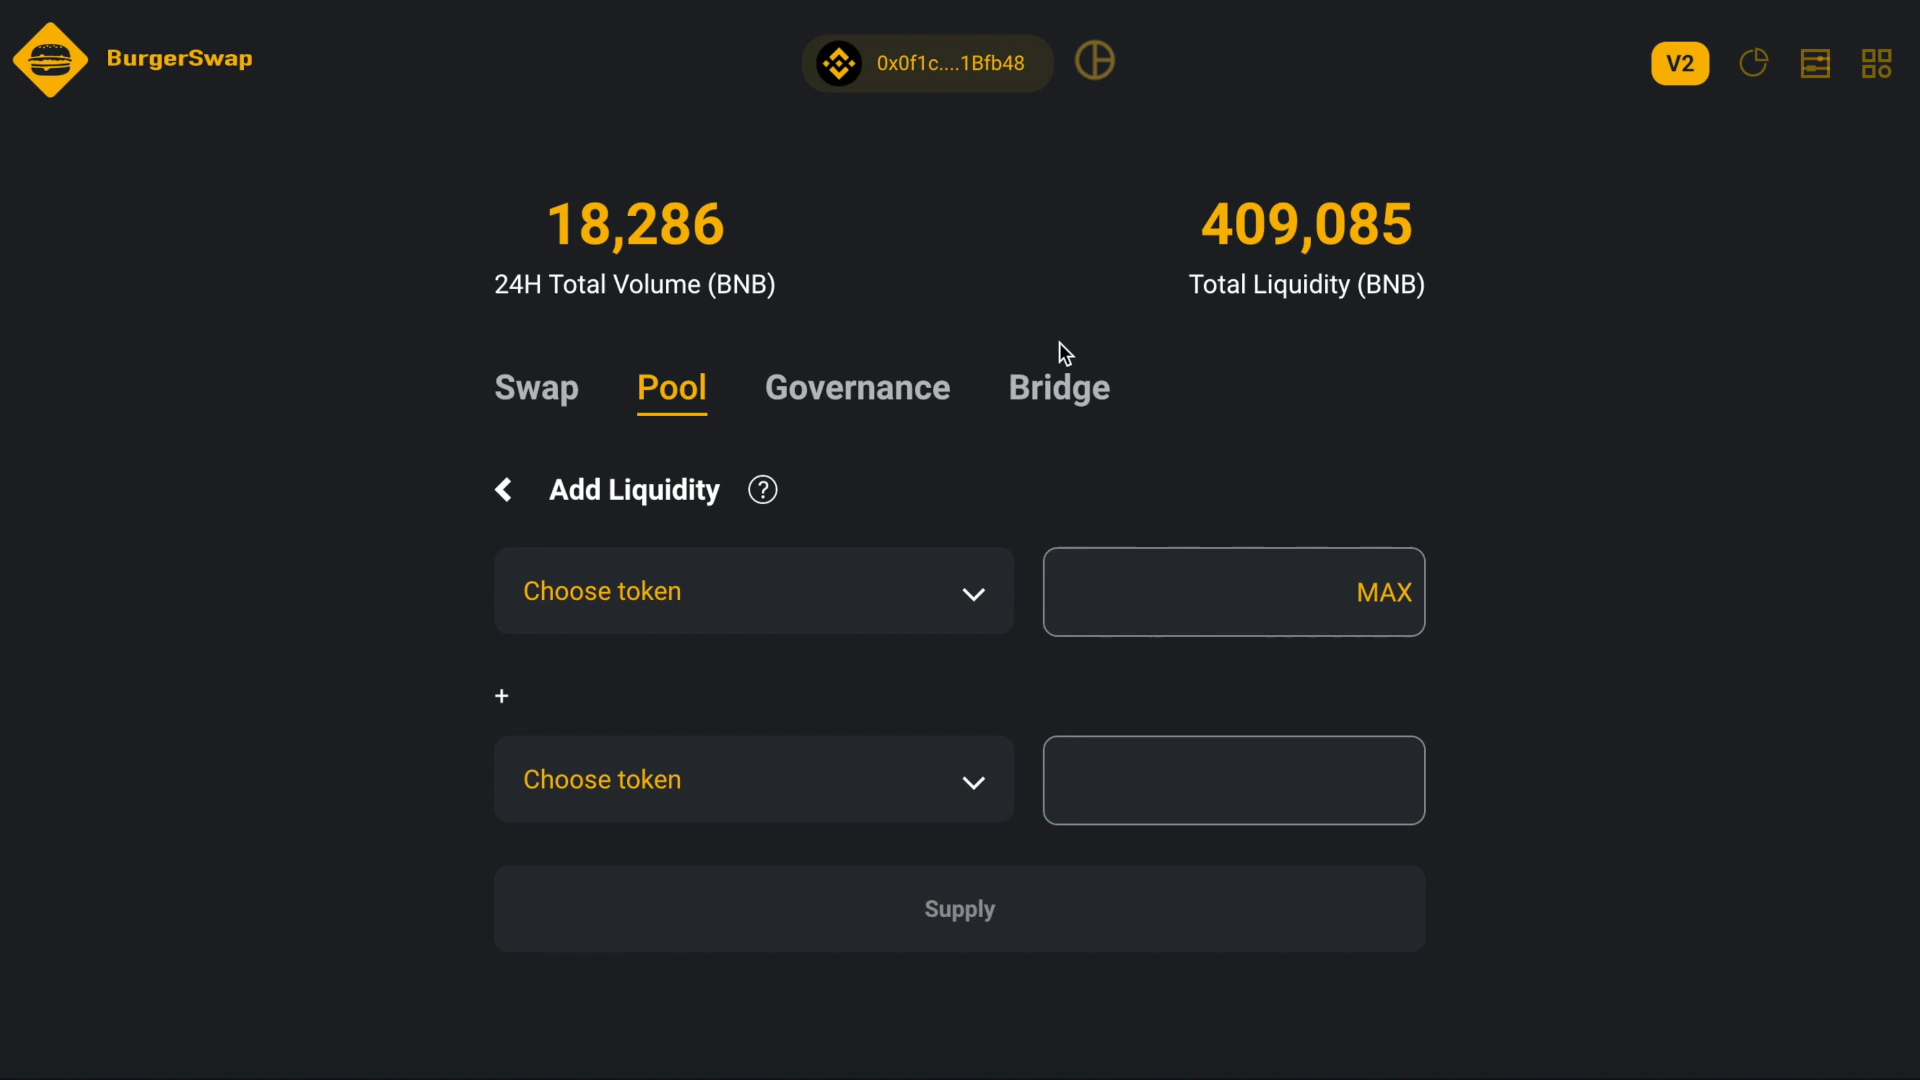 BurgerSwap
0x0f1c....1Bfb48
V2
18,286
24H Total Volume (BNB)
409,085
Total Liquidity (BNB)
Swap
Pool
Governance
Bridge
Add Liquidity
?
Choose token
MAX
+
Choose token
Supply